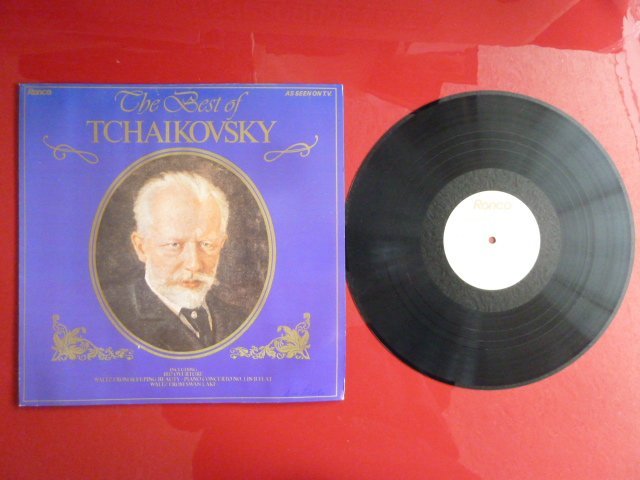 Ronco
AS SEEN ON T.V.
The Best of
TCHAIKOVSKY
INCLUDING:
1812 OVERTURE
WALTZ FROM SLEEPING BEAUTY · PIANO CONCERTO NO. 1 IN B FLAT
WALTZ FROM SWAN LAKE
Ronco